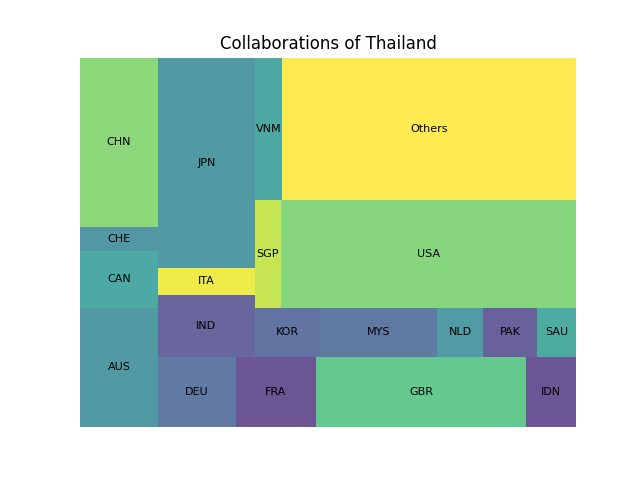 Collaborations of Thailand
CHN
JPN
VNM
Others
CHE
CAN
ITA
SGP
USA
AUS
IND
KOR
MYS
NLD
PAK
SAU
DEU
FRA
GBR
IDN